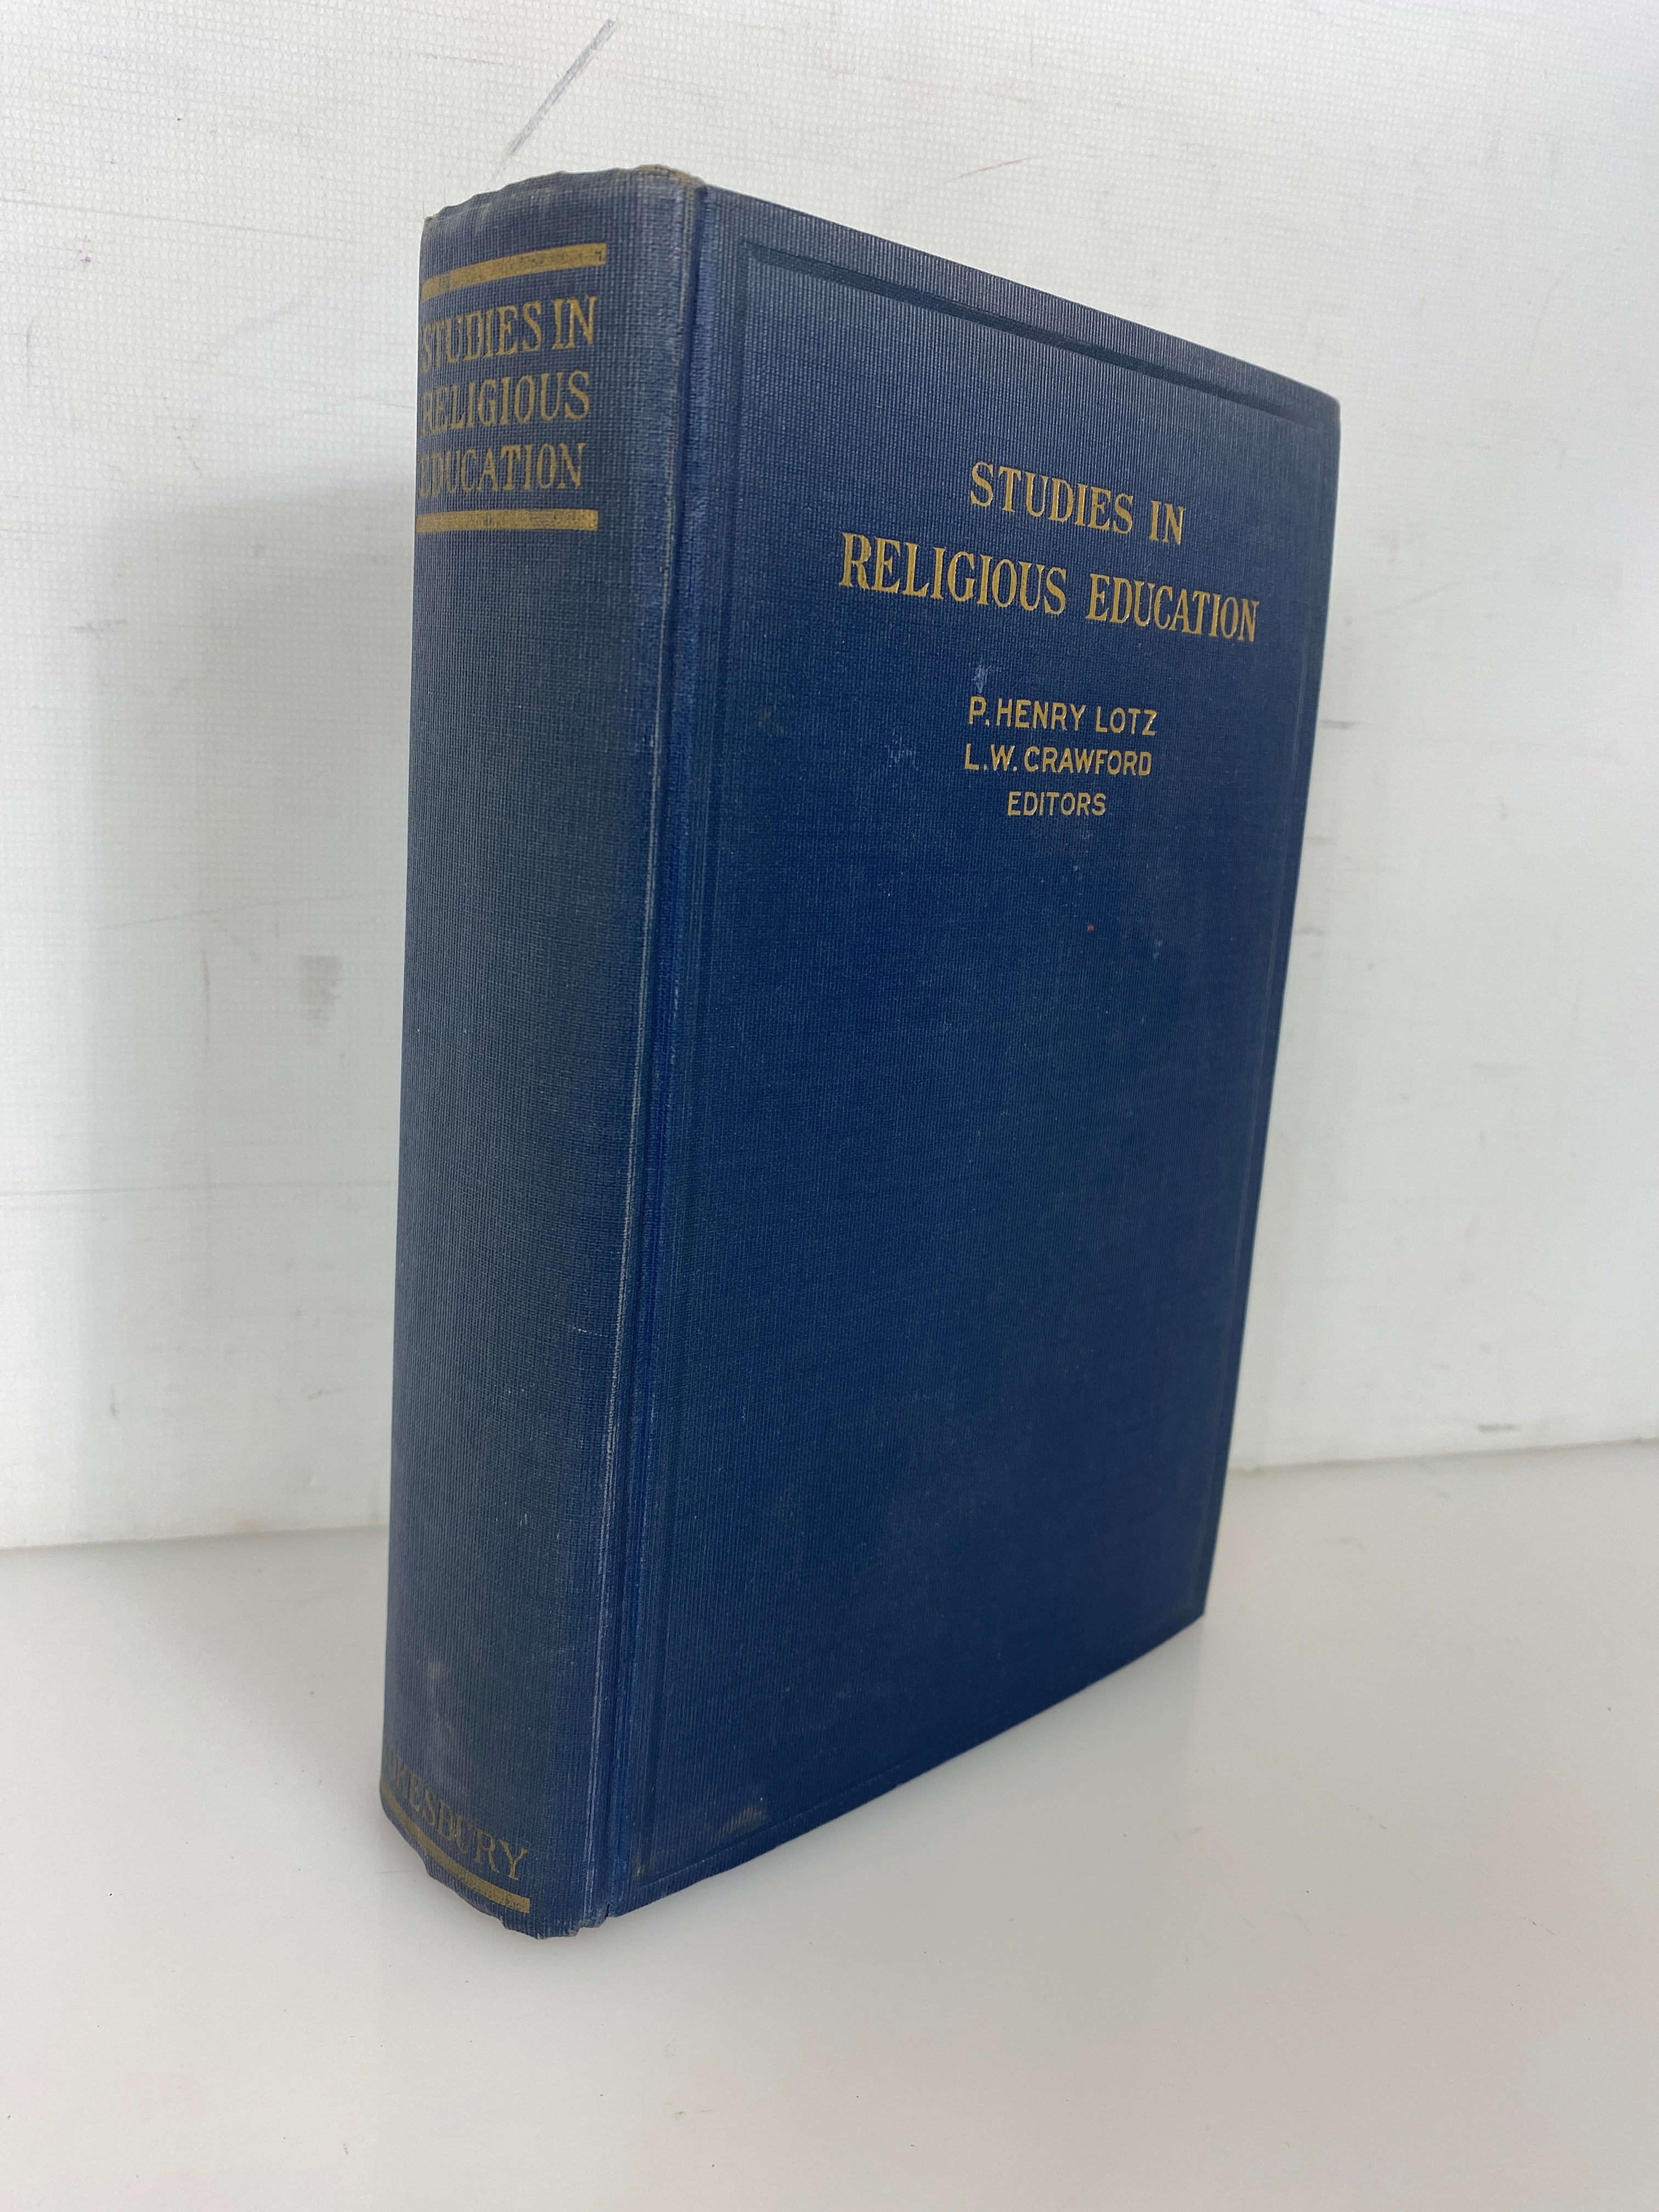 STUDIES IN
RELIGIOUS
EDUCATION
STUDIES IN
RELIGIOUS EDUCATION
P. HENRY LOTZ
L. W. CRAWFORD
EDITORS